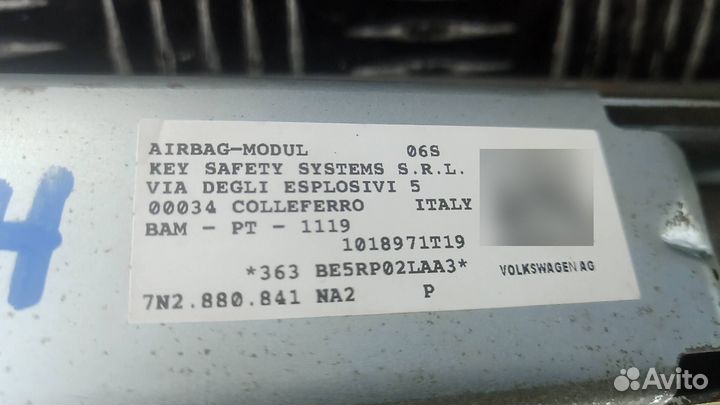 AIRBAG-MODUL 06S
KEY SAFETY SYSTEMS S.R.L.
VIA DEGLI ESPLOSIVI 5
00034 COLLEFERRO ITALY
BAM - PT - 1119
1018971T19
*363 BE5RP02LAA3*
VOLKSWAGEN AG
7N2.880.841 NA2 P
Avito